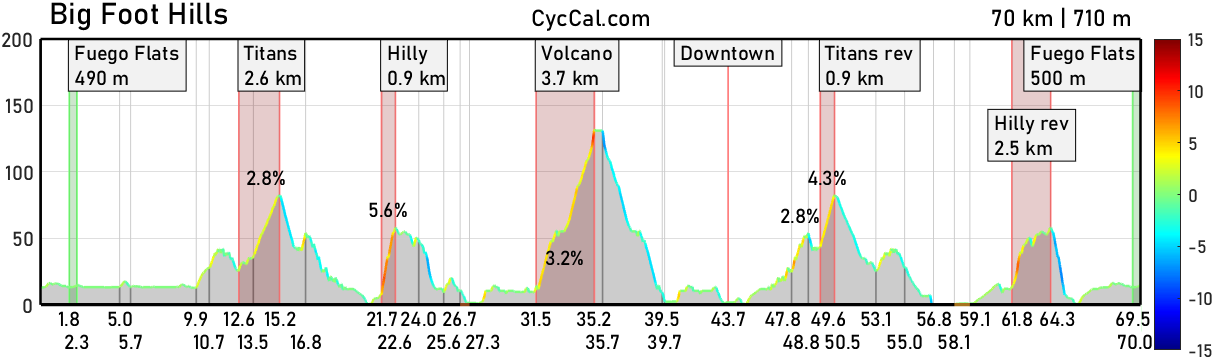 Big Foot Hills
CycCal.com
70 km | 710 m
200
150
100
50
0
Fuego Flats
490 m
Titans
2.6 km
Hilly
0.9 km
Volcano
3.7 km
Downtown
Titans rev
0.9 km
Fuego Flats
500 m
Hilly rev
2.5 km
2.8%
5.6%
3.2%
2.8%
4.3%
1.8 5.0 9.9 12.6 15.2 21.7 24.0 26.7 31.5 35.2 39.5 43.7 47.8 49.6 53.1 56.8 59.1 61.8 64.3 69.5
2.3 5.7 10.7 13.5 16.8 22.6 25.6 27.3 35.7 39.7 48.8 50.5 55.0 58.1 70.0
15
10
5
0
-5
-10
-15